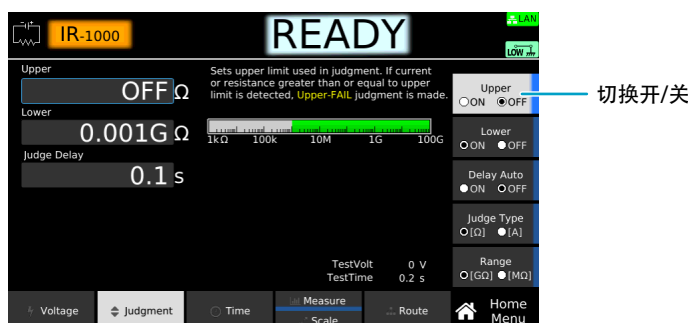 IR-1000
READY
LAN
LOW
Upper
OFF Ω
Lower
0.001G Ω
Judge Delay
0.1 s
Sets upper limit used in judgment. If current
or resistance greater than or equal to upper
limit is detected, Upper-FAIL judgment is made.
1kΩ 100k 10M 1G 100G
TestVolt 0 V
TestTime 0.2 s
Upper
ON OFF
切换开/关
Lower
ON OFF
Delay Auto
ON OFF
Judge Type
[Ω] [A]
Range
[GΩ] [MΩ]
Voltage
Judgment
Time
Measure
Scale
Route
Home
Menu